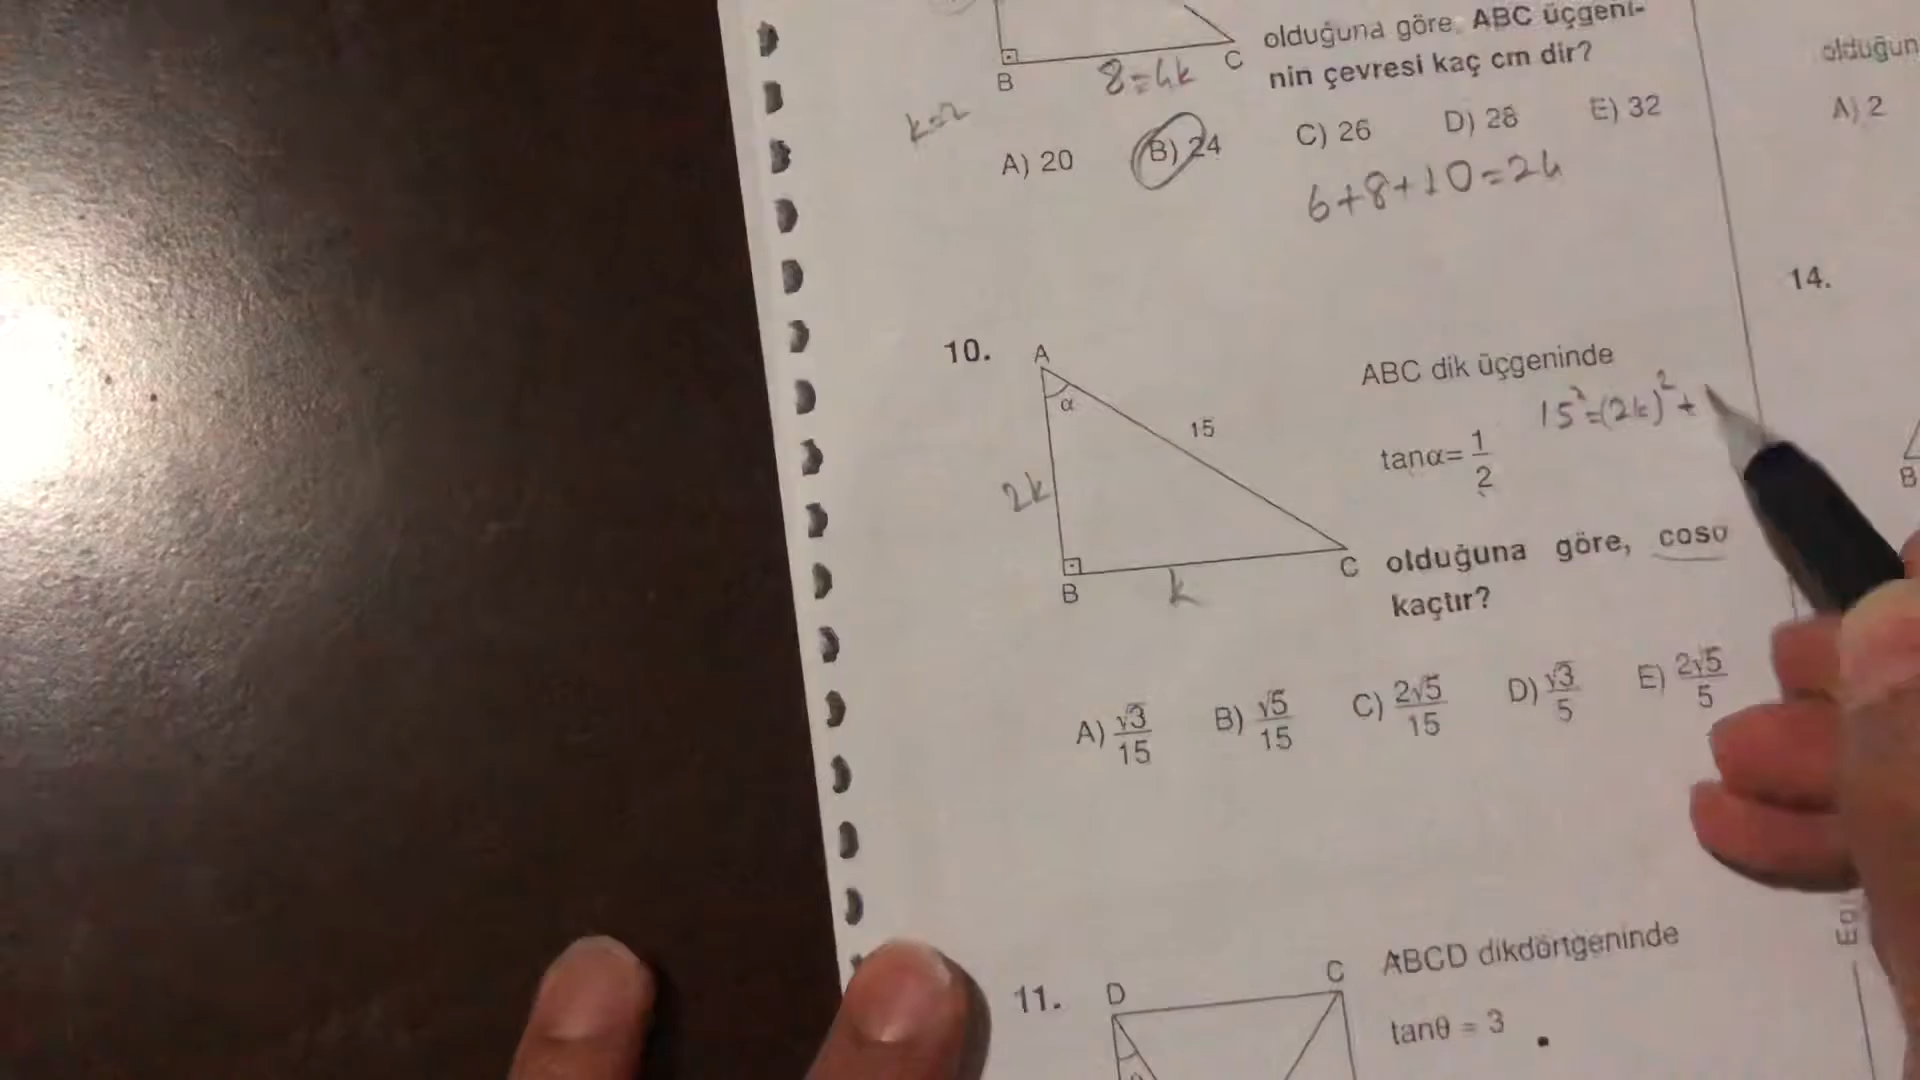 olduğuna göre, ABC üçgeni-
nin çevresi kaç cm dir?
B
8=4k
C
k=2
A) 20
B) 24
C) 26
D) 28
E) 32
6+8+10=24
10.
A
α
15
2k
B
k
C
ABC dik üçgeninde
15²=(2k)²+
tanα= 1/2
olduğuna göre, cosα
kaçtır?
A) √3/15
B) √5/15
C) 2√5/15
D) √3/5
E) 2√5/5
11.
D
C
ABCD dikdörtgeninde
tanθ = 3
olduğun
A) 2
14.
B